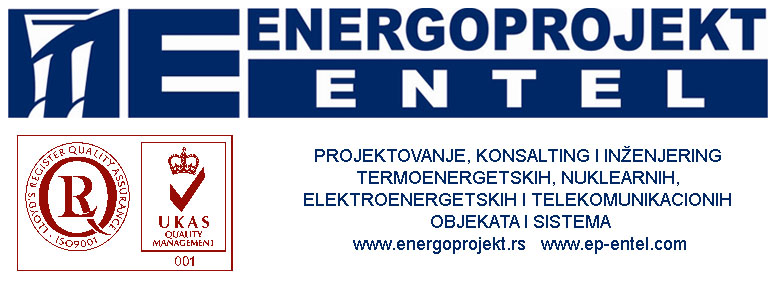 ENERGOPROJEKT
ENTEL
LLOYD'S REGISTER QUALITY ASSURANCE
· ISO9001 ·
RQ
UKAS
QUALITY
MANAGEMENT
001
PROJEKTOVANJE, KONSALTING I INŽENJERING
TERMOENERGETSKIH, NUKLEARNIH,
ELEKTROENERGETSKIH I TELEKOMUNIKACIONIH
OBJEKATA I SISTEMA
www.energoprojekt.rs www.ep-entel.com